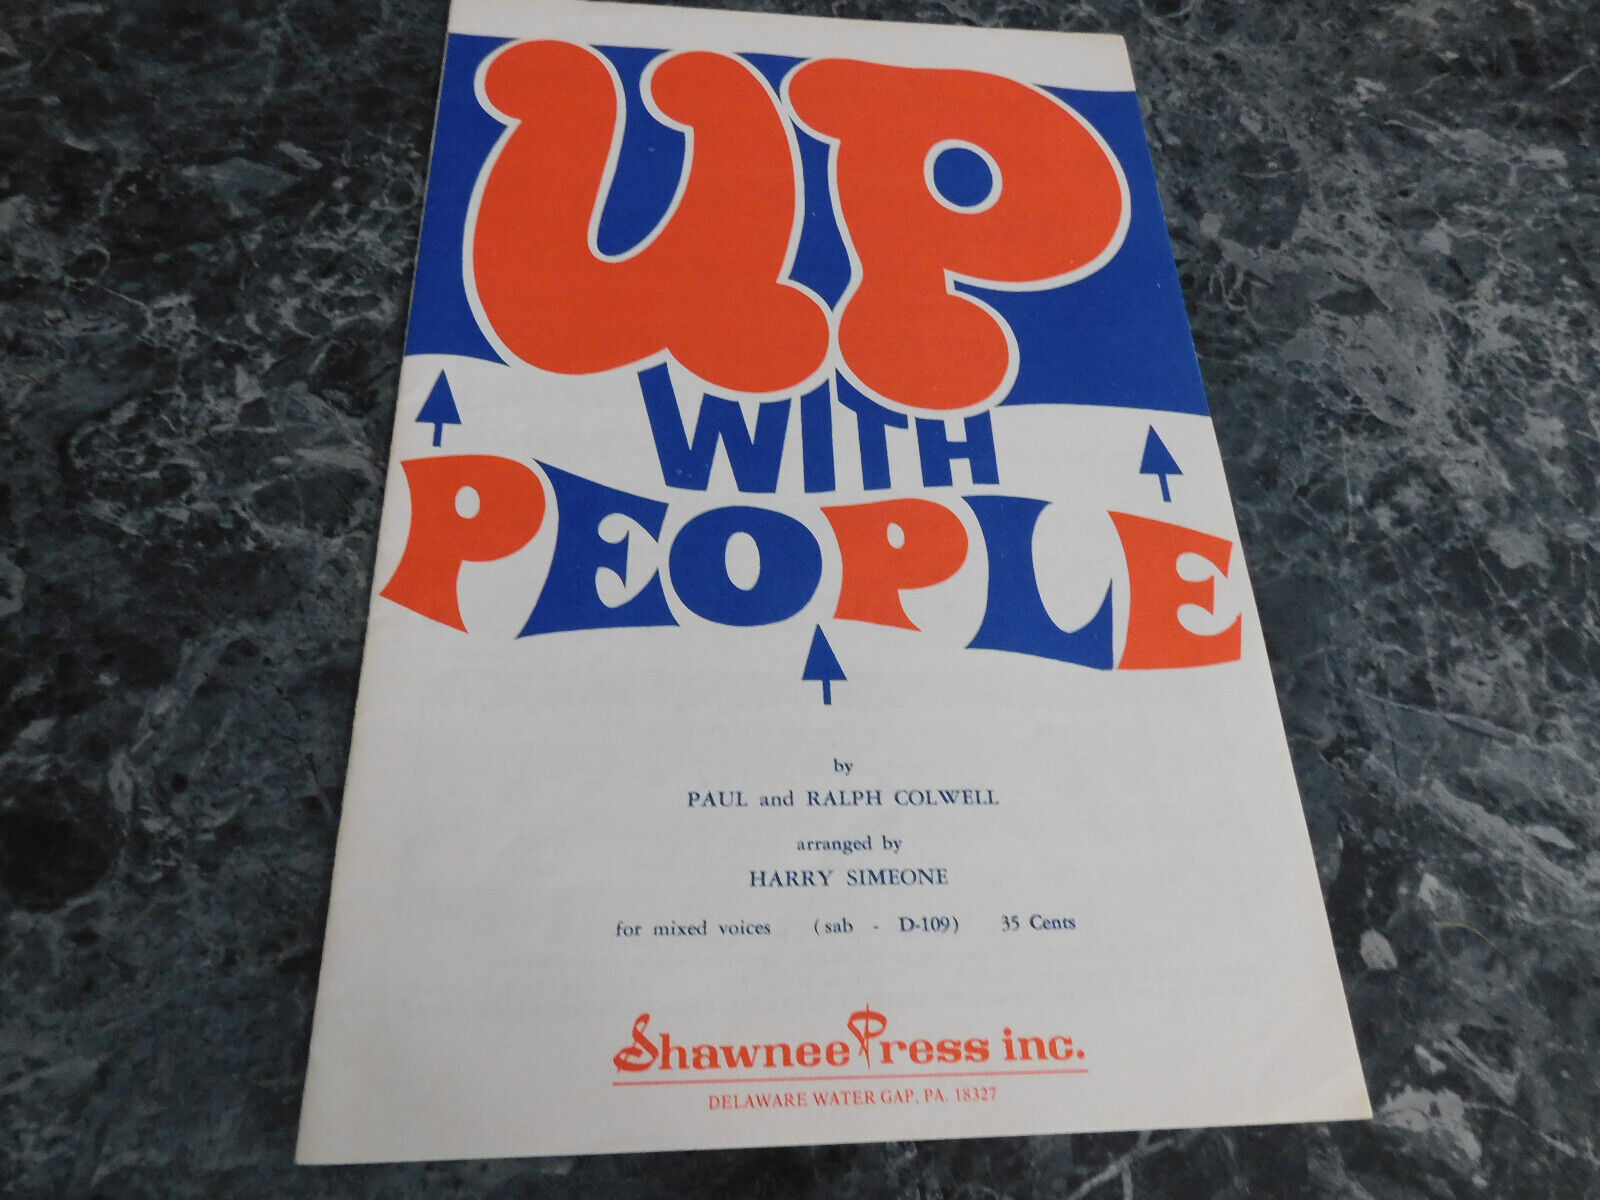 UP
WITH
PEOPLE
by
PAUL and RALPH COLWELL
arranged by
HARRY SIMEONE
for mixed voices (sab - D-109) 35 Cents
Shawnee Press inc.
DELAWARE WATER GAP, PA. 18327